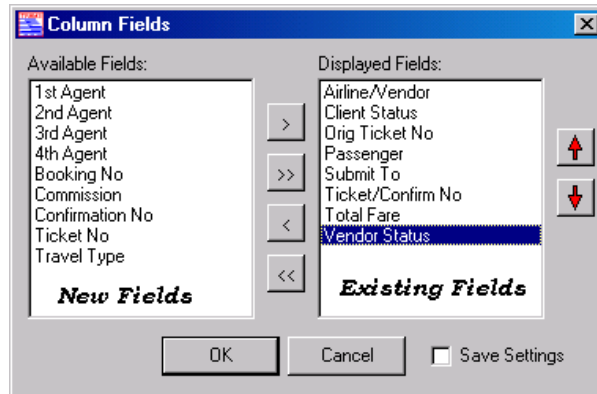 Column Fields
Available Fields:
1st Agent
2nd Agent
3rd Agent
4th Agent
Booking No
Commission
Confirmation No
Ticket No
Travel Type
New Fields
>
>>
<
<<
Displayed Fields:
Airline/Vendor
Client Status
Orig Ticket No
Passenger
Submit To
Ticket/Confirm No
Total Fare
Vendor Status
Existing Fields
OK
Cancel
Save Settings